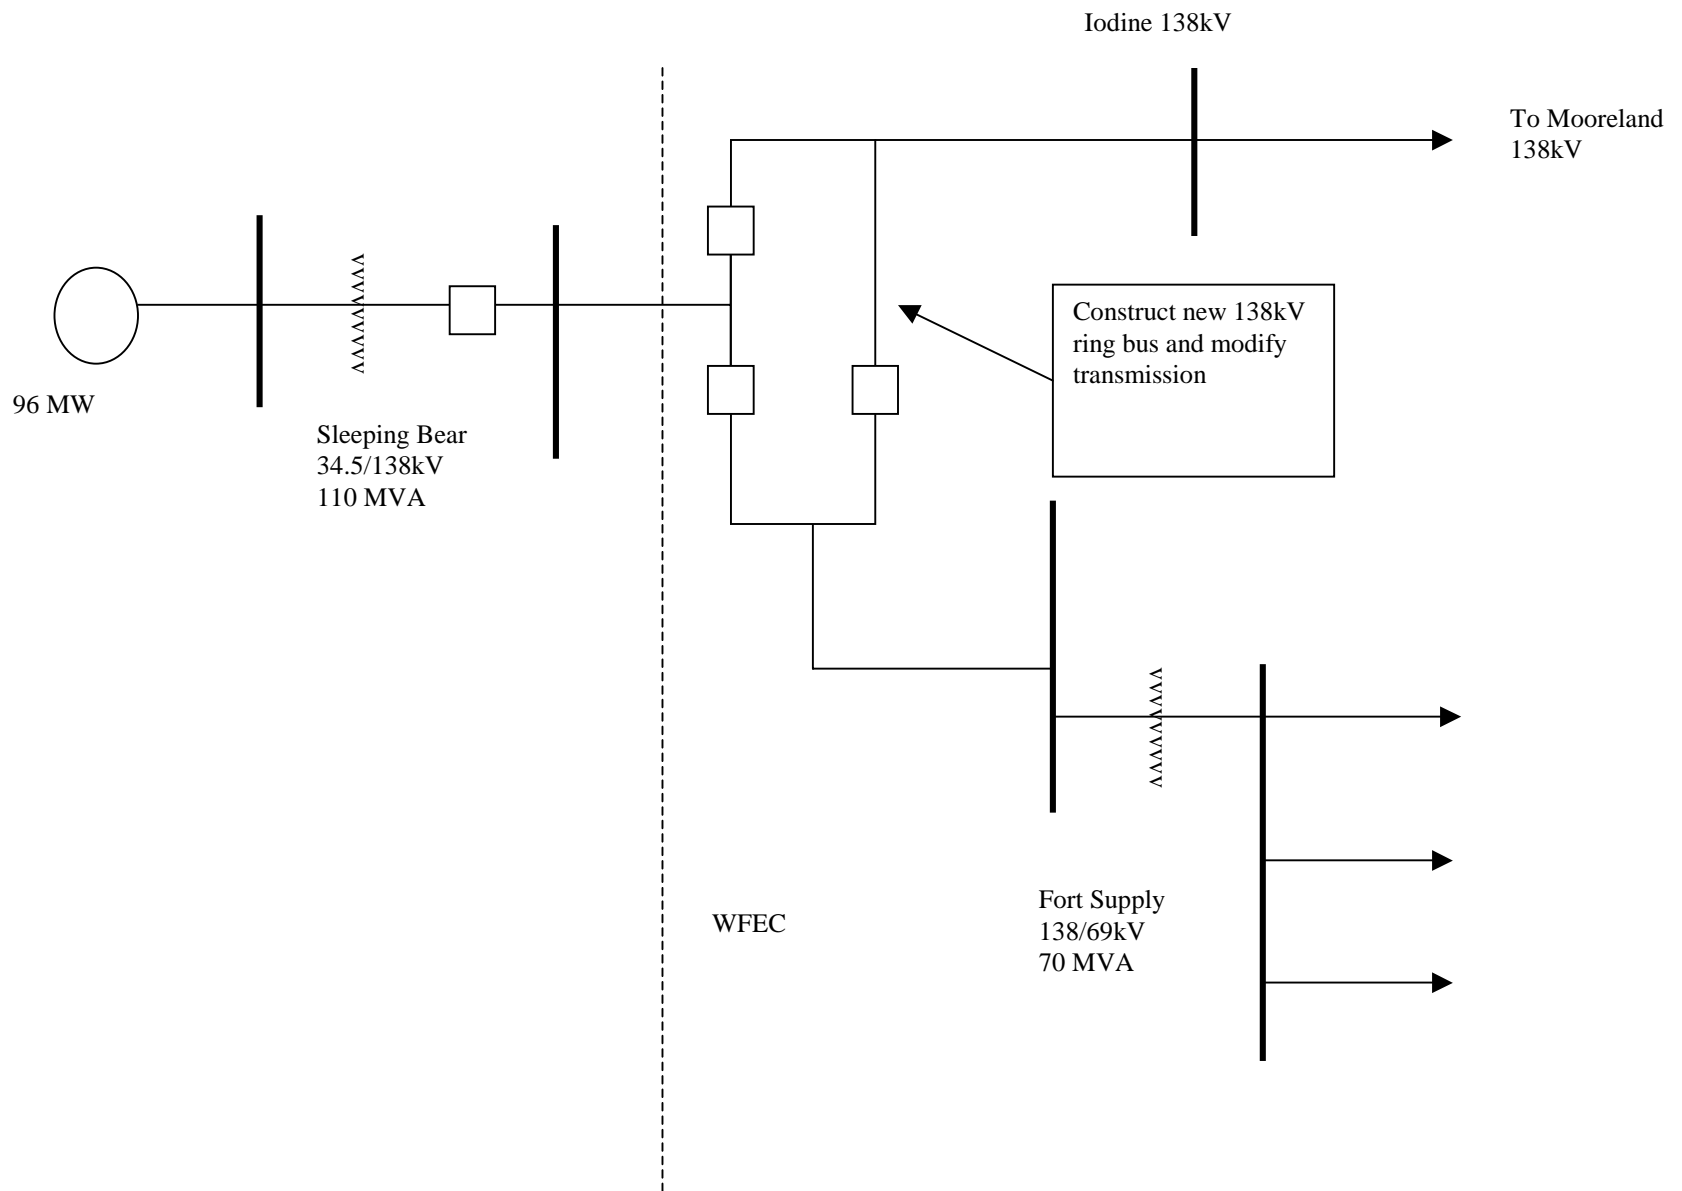 Iodine 138kV
To Mooreland
138kV
Construct new 138kV
ring bus and modify
transmission
96 MW
Sleeping Bear
34.5/138kV
110 MVA
WFEC
Fort Supply
138/69kV
70 MVA